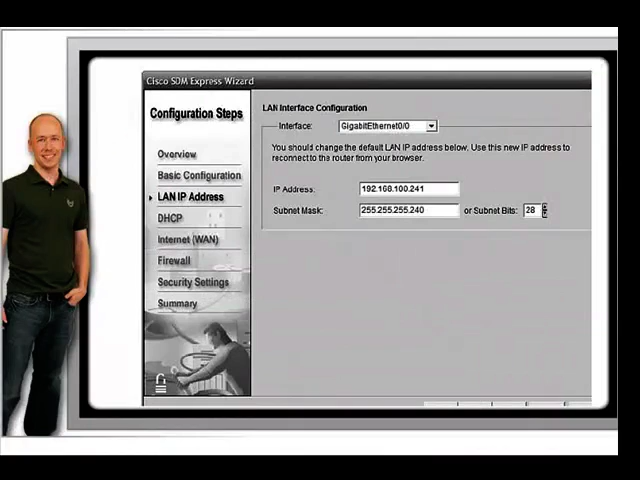 Cisco SDM Express Wizard
Configuration Steps
Overview
Basic Configuration
LAN IP Address
DHCP
Internet (WAN)
Firewall
Security Settings
Summary
LAN Interface Configuration
Interface: GigabitEthernet0/0
You should change the default LAN IP address below. Use this new IP address to
reconnect to the router from your browser.
IP Address: 192.168.100.241
Subnet Mask: 255.255.255.240 or Subnet Bits: 28